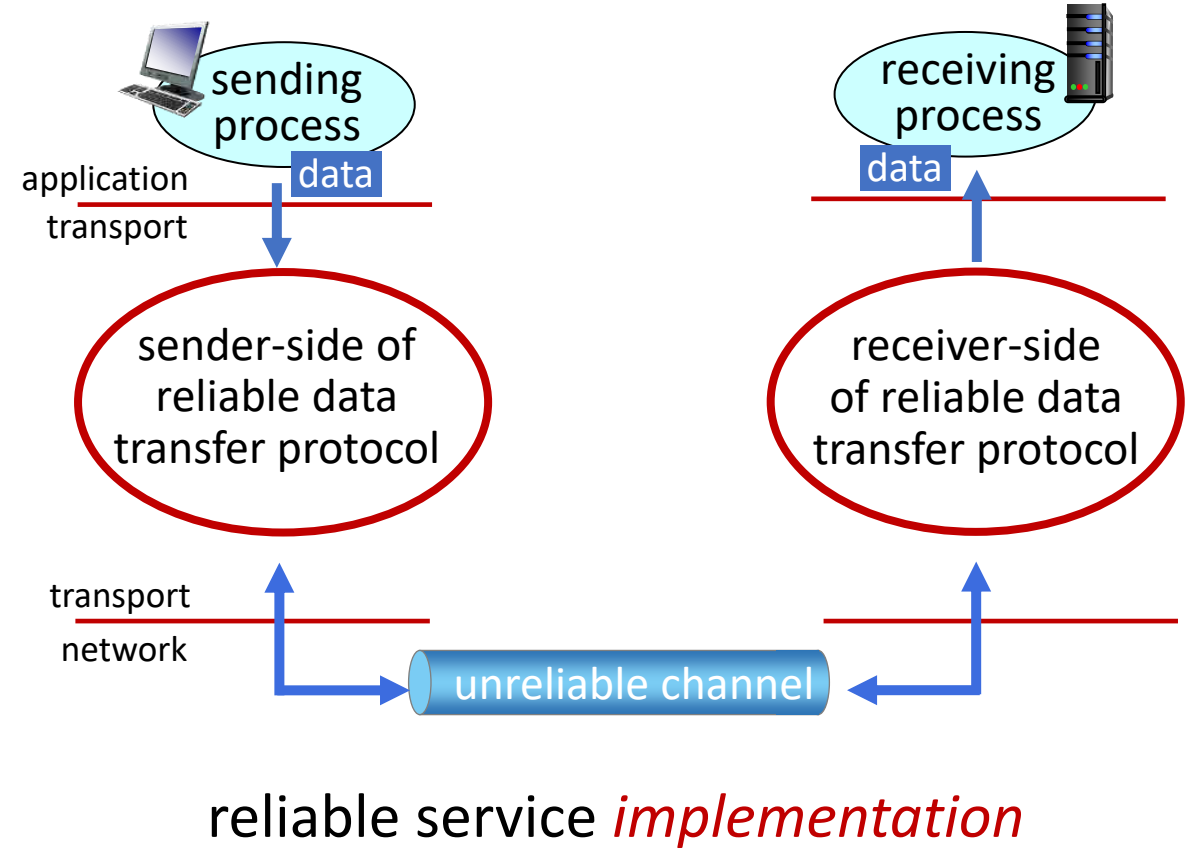 sending
process
data
application
transport
receiving
process
data
sender-side of
reliable data
transfer protocol
receiver-side
of reliable data
transfer protocol
transport
network
unreliable channel
reliable service implementation